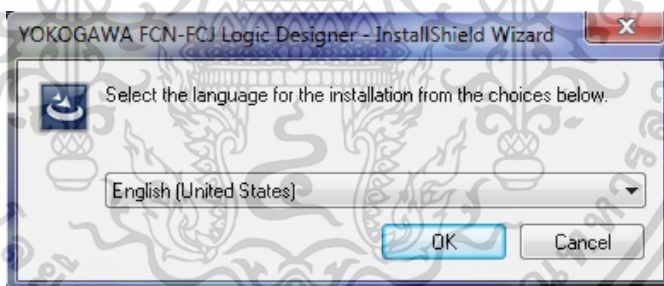 YOKOGAWA FCN-FCJ Logic Designer - InstallShield Wizard
Select the language for the installation from the choices below.
English (United States)
OK
Cancel